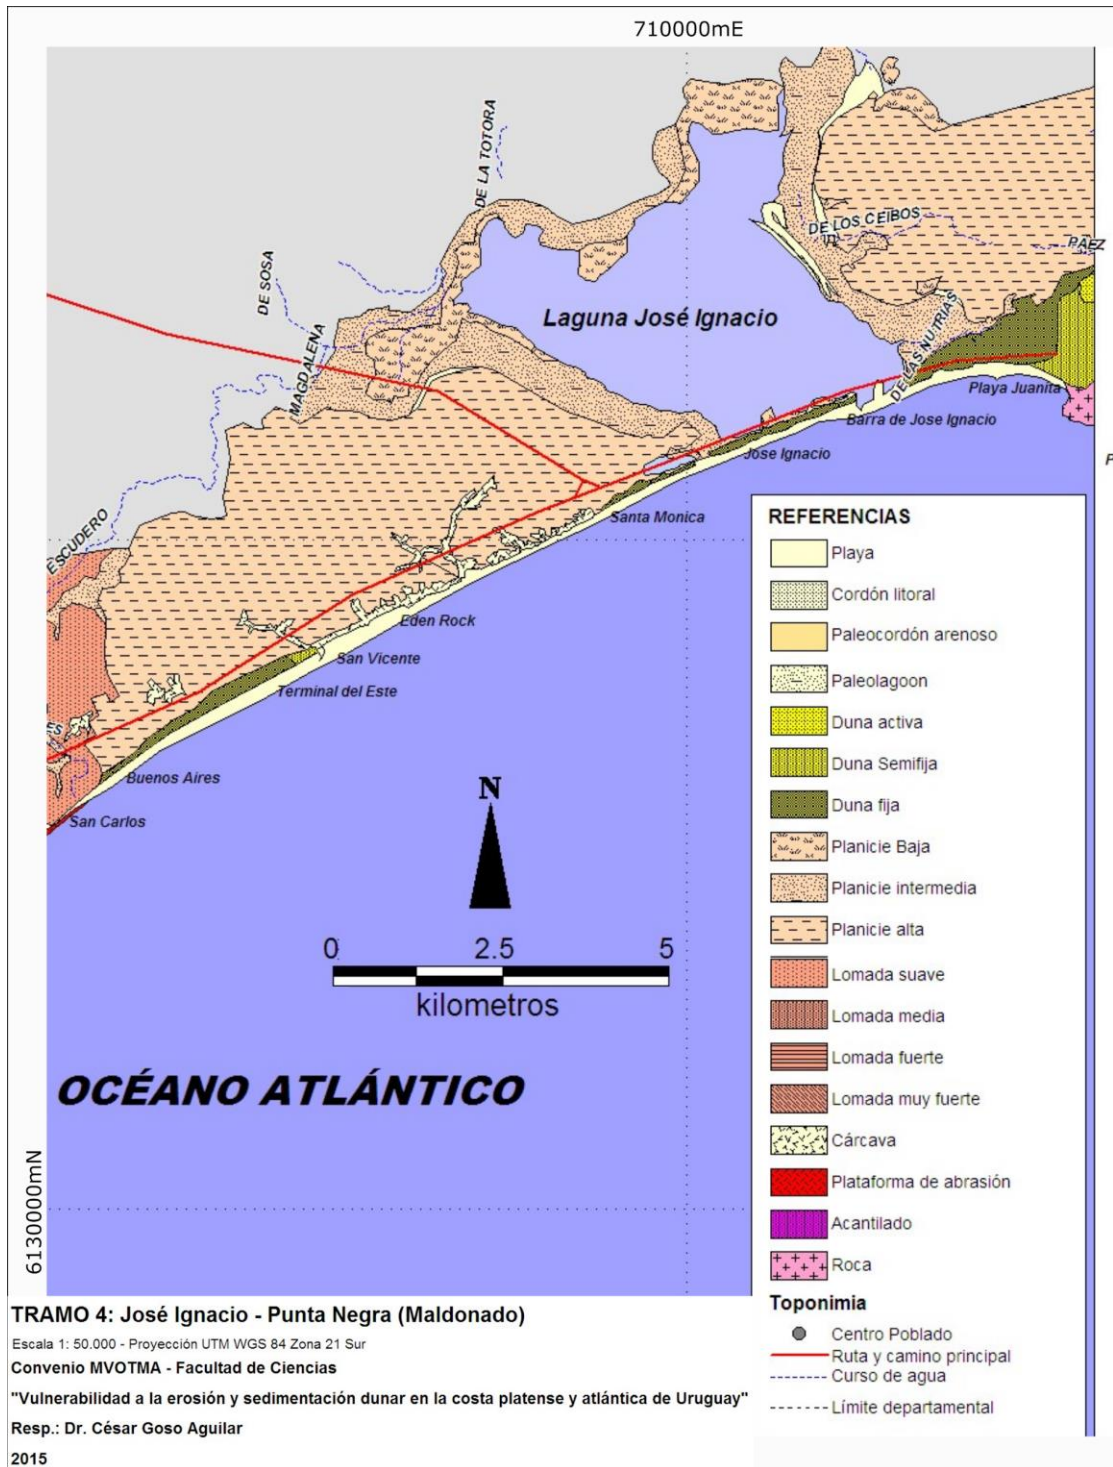 710000mE
DE LA TOTORA
DE LOS CEIBOS
PAEZ
DE SOSA
Laguna José Ignacio
MAGDALENA
DE LAS NUTRIAS
Playa Juanita
Barra de Jose Ignacio
Jose Ignacio
P
Santa Monica
ESCUDERO
Eden Rock
San Vicente
Terminal del Este
ES
Buenos Aires
San Carlos
N
0 2.5 5
kilometros
OCÉANO ATLÁNTICO
6130000mN
REFERENCIAS
Playa
Cordón litoral
Paleocordón arenoso
Paleolagoon
Duna activa
Duna Semifija
Duna fija
Planicie Baja
Planicie intermedia
Planicie alta
Lomada suave
Lomada media
Lomada fuerte
Lomada muy fuerte
Cárcava
Plataforma de abrasión
Acantilado
Roca
Toponimia
Centro Poblado
Ruta y camino principal
Curso de agua
Límite departamental
TRAMO 4: José Ignacio - Punta Negra (Maldonado)
Escala 1: 50.000 - Proyección UTM WGS 84 Zona 21 Sur
Convenio MVOTMA - Facultad de Ciencias
"Vulnerabilidad a la erosión y sedimentación dunar en la costa platense y atlántica de Uruguay"
Resp.: Dr. César Goso Aguilar
2015